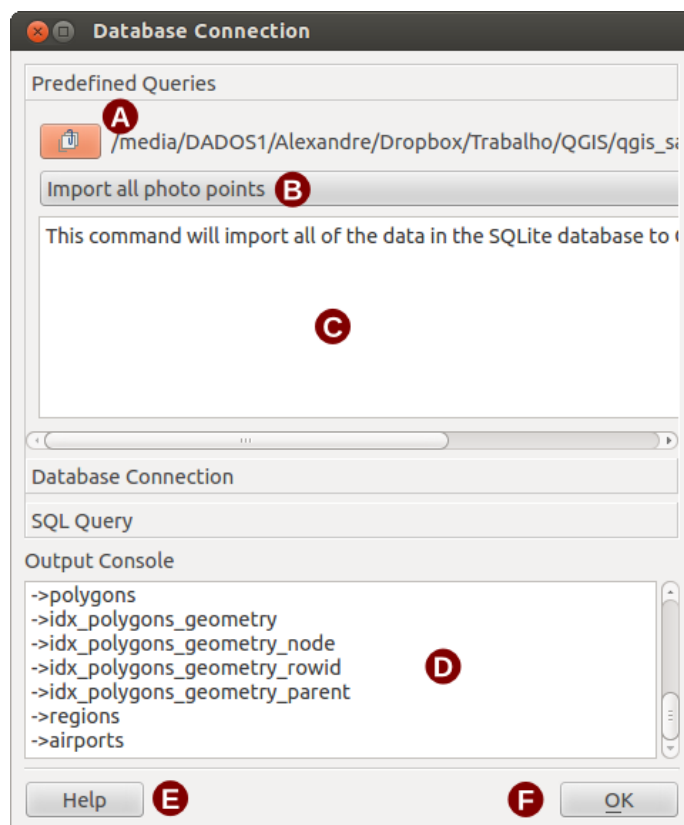 Database Connection
Predefined Queries
A
/media/DADOS1/Alexandre/Dropbox/Trabalho/QGIS/qgis_sa
Import all photo points B
This command will import all of the data in the SQLite database to
C
Database Connection
SQL Query
Output Console
->polygons
->idx_polygons_geometry
->idx_polygons_geometry_node
->idx_polygons_geometry_rowid
D
->idx_polygons_geometry_parent
->regions
->airports
Help E F OK